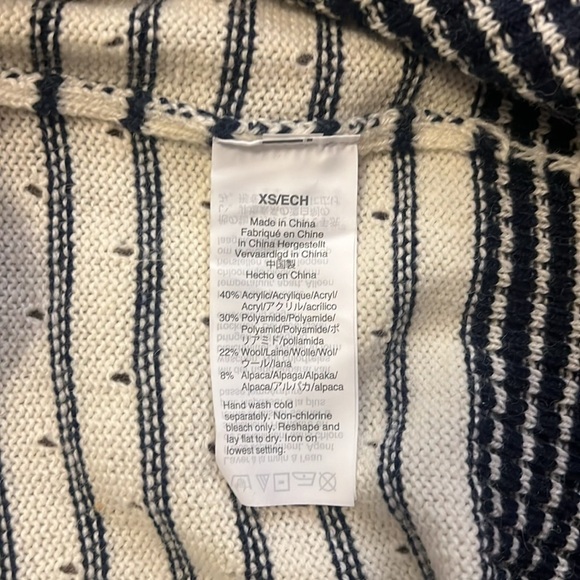 XS/ECH
Made in China
Fabriqué en Chine
in China Hergestellt
Vervaardigd in China
中国製
Hecho en China
40% Acrylic/Acrylique/Acryl/
Acryl/アクリル/acrílico
30% Polyamide/Polyamide/
Polyamid/Polyamide/ポ
リアミド/poliamida
22% Wool/Laine/Wolle/Wol/
ウール/lana
8% Alpaca/Alpaga/Alpaka/
Alpaca/アルパカ/alpaca
Hand wash cold
separately. Non-chlorine
bleach only. Reshape and
lay flat to dry. Iron on
lowest setting.